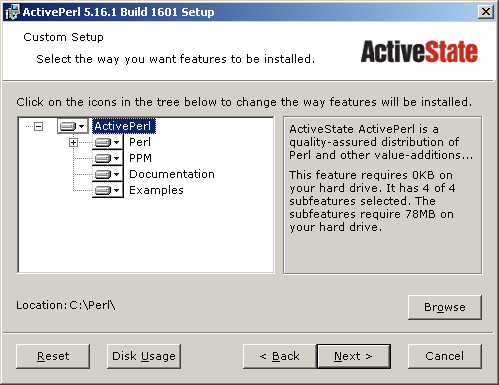 ActivePerl 5.16.1 Build 1601 Setup
Custom Setup
Select the way you want features to be installed.
ActiveState
Click on the icons in the tree below to change the way features will be installed.
ActivePerl
Perl
PPM
Documentation
Examples
ActiveState ActivePerl is a
quality-assured distribution of
Perl and other value-additions...
This feature requires 0KB on
your hard drive. It has 4 of 4
subfeatures selected. The
subfeatures require 78MB on
your hard drive.
Location: C:\Perl\
Browse
Reset
Disk Usage
< Back
Next >
Cancel